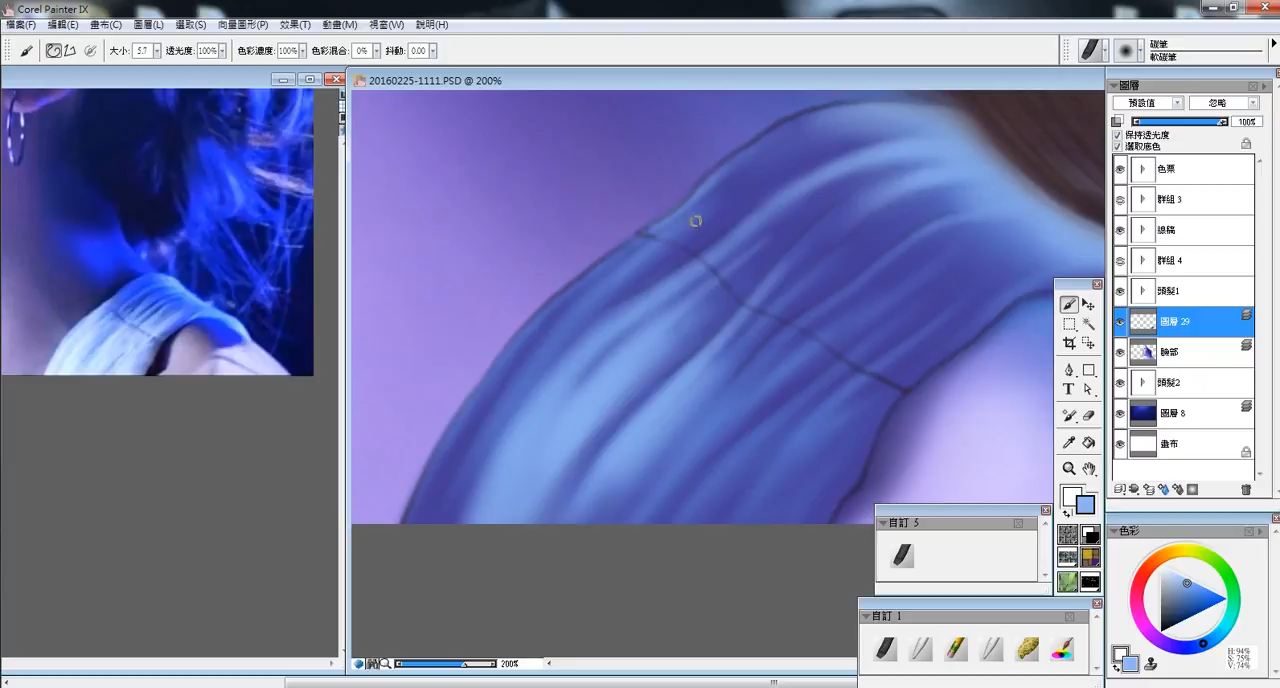 Corel Painter IX
檔案(F) 編輯(E) 畫布(C) 圖層(L) 選取(S) 向量圖形(P) 效果(T) 動畫(M) 視窗(W) 說明(H)
大小: 5.7 透光度: 100% 色彩濃度: 100% 色彩混合: 0% 抖動: 0.00
碳筆
軟碳筆
20160225-1111.PSD @ 200%
圖層
預設值 忽略
100%
保持透光度
選取底色
色票
群組 3
線稿
群組 4
頭髮1
圖層 29
臉部
頭髮2
圖層 8
畫布
T
自訂 5
自訂 1
色彩
H: 94%
S: 75%
V: 74%
200%